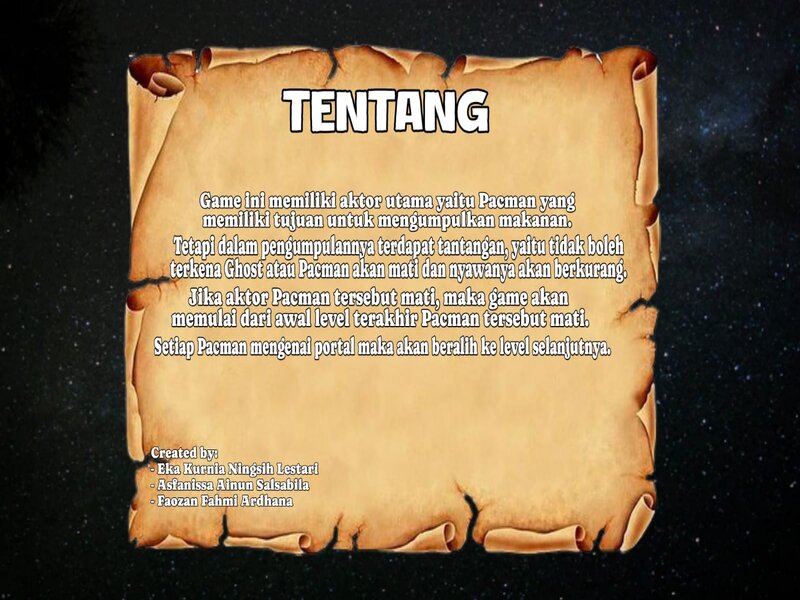 TENTANG
Game ini memiliki aktor utama yaitu Pacman yang
memiliki tujuan untuk mengumpulkan makanan.
Tetapi dalam pengumpulannya terdapat tantangan, yaitu tidak boleh
terkena Ghost atau Pacman akan mati dan nyawanya akan berkurang.
Jika aktor Pacman tersebut mati, maka game akan
memulai dari awal level terakhir Pacman tersebut mati.
Setiap Pacman mengenai portal maka akan beralih ke level selanjutnya.
Created by:
- Eka Kurnia Ningsih Lestari
- Asfanissa Ainun Salsabila
- Faozan Fahmi Ardhana